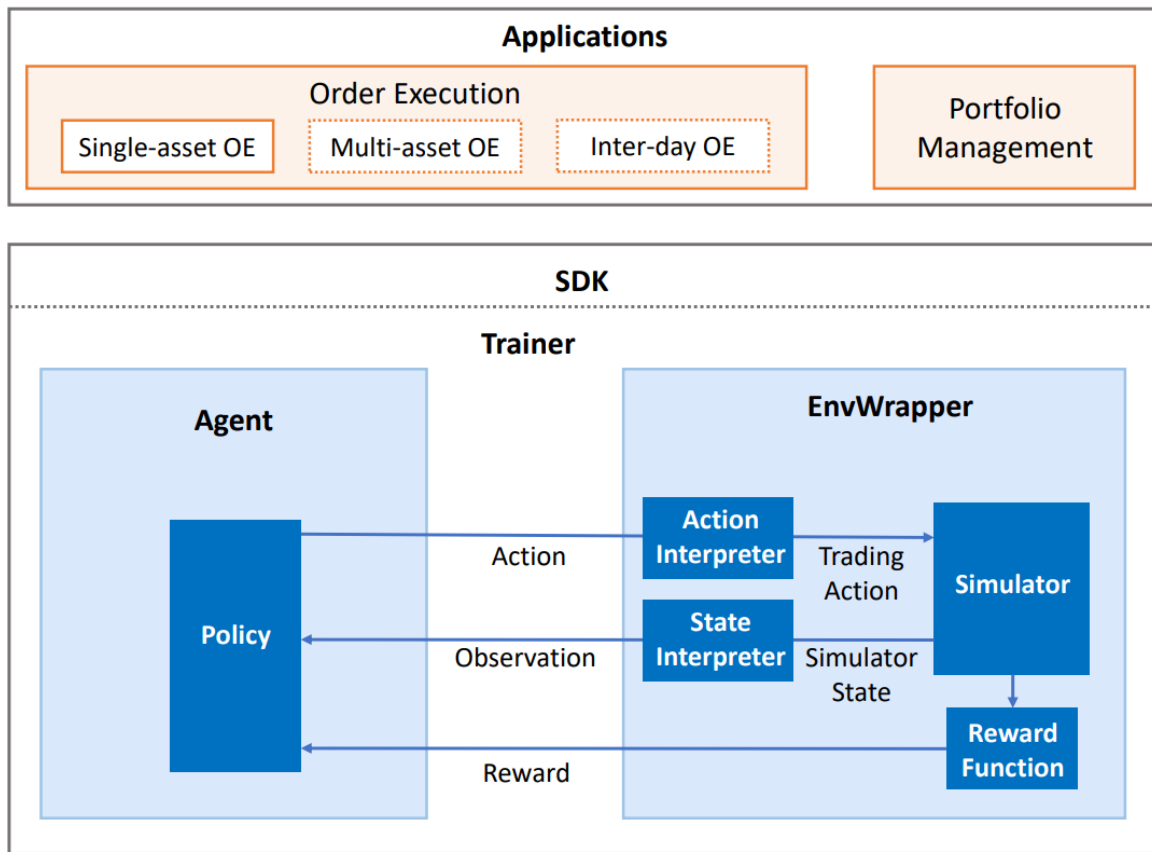 Applications
Order Execution
Single-asset OE
Multi-asset OE
Inter-day OE
Portfolio
Management
SDK
Trainer
Agent
EnvWrapper
Policy
Action
Action
Interpreter
Trading
Action
Simulator
Observation
State
Interpreter
Simulator
State
Reward
Reward
Function